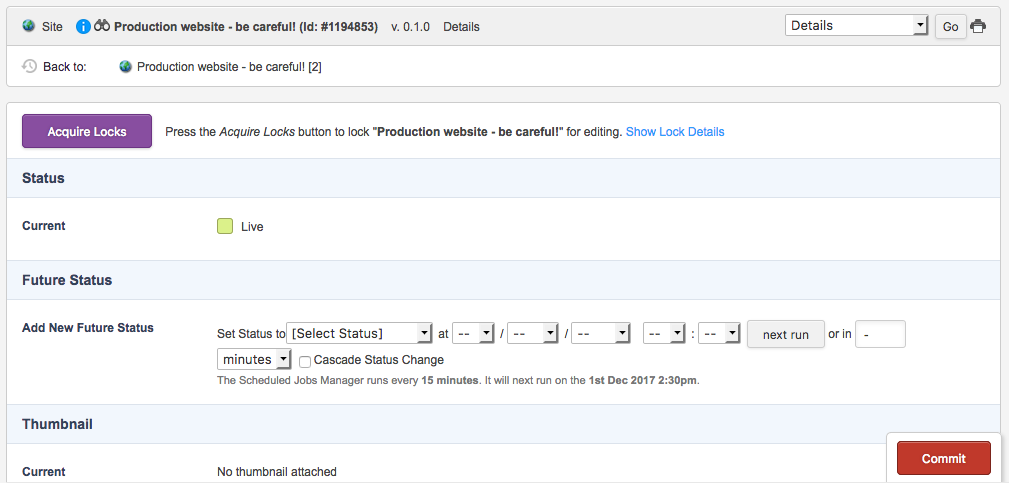 Site Production website - be careful! (Id: #1194853) v. 0.1.0 Details Details Go
Back to: Production website - be careful! [2]
Acquire Locks Press the Acquire Locks button to lock "Production website - be careful!" for editing. Show Lock Details
Status
Current Live
Future Status
Add New Future Status Set Status to [Select Status] at -- / -- / -- -- : -- next run or in -
minutes Cascade Status Change
The Scheduled Jobs Manager runs every 15 minutes. It will next run on the 1st Dec 2017 2:30pm.
Thumbnail
Current No thumbnail attached
Commit